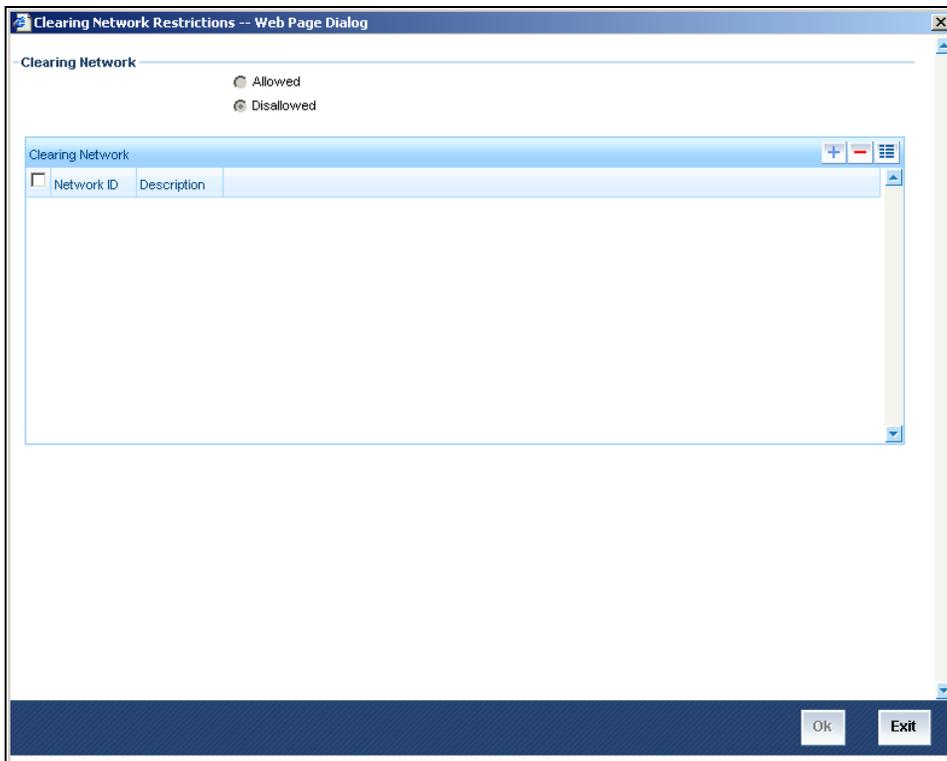 Clearing Network Restrictions -- Web Page Dialog
Clearing Network
Allowed
Disallowed
Clearing Network
Network ID Description
Ok Exit